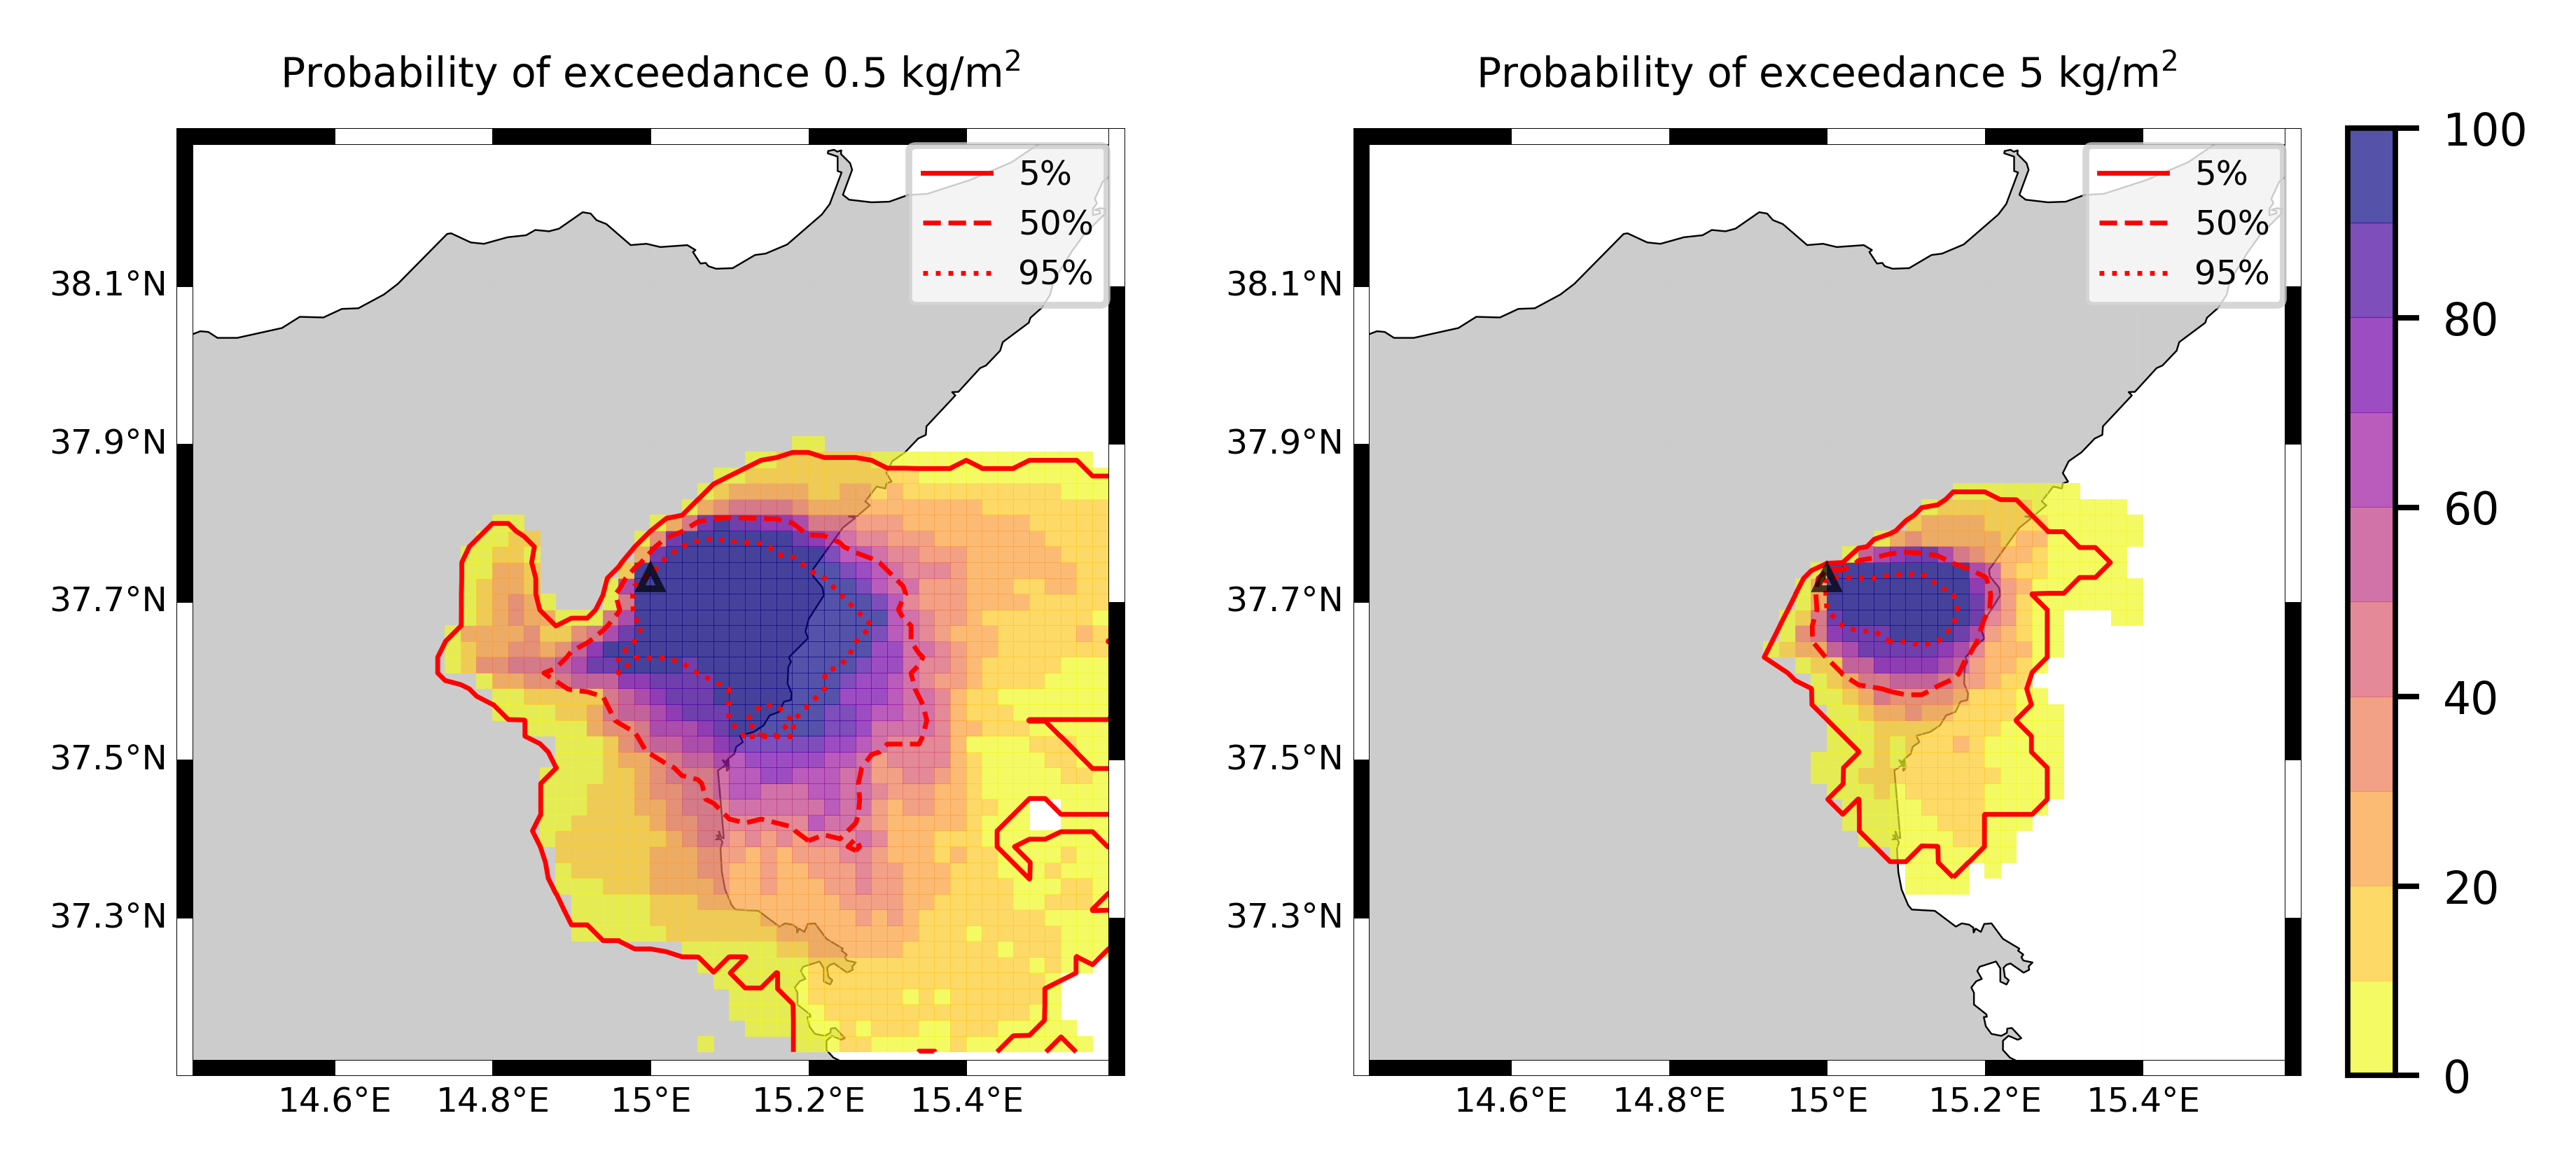 Probability of exceedance 0.5 kg/m²
5%
50%
95%
38.1°N
37.9°N
37.7°N
37.5°N
37.3°N
14.6°E
14.8°E
15°E
15.2°E
15.4°E
Probability of exceedance 5 kg/m²
5%
50%
95%
38.1°N
37.9°N
37.7°N
37.5°N
37.3°N
14.6°E
14.8°E
15°E
15.2°E
15.4°E
100
80
60
40
20
0